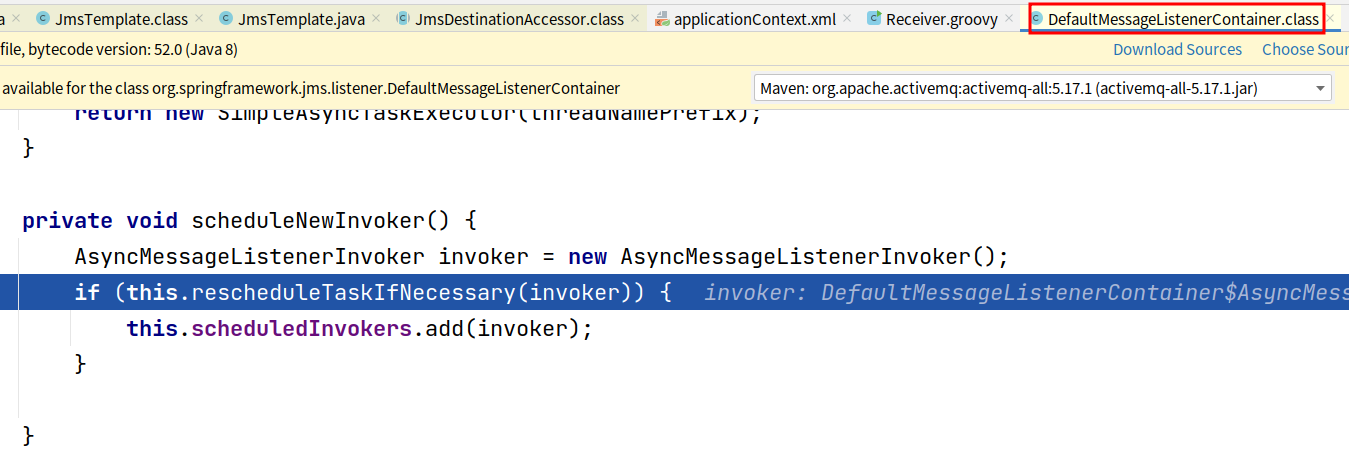 a JmsTemplate.class JmsTemplate.java JmsDestinationAccessor.class applicationContext.xml Receiver.groovy DefaultMessageListenerContainer.class
file, bytecode version: 52.0 (Java 8) Download Sources Choose Sour
available for the class org.springframework.jms.listener.DefaultMessageListenerContainer Maven: org.apache.activemq:activemq-all:5.17.1 (activemq-all-5.17.1.jar)
return new SimpleAsyncTaskExecutor(threadNamePrefix);
}
private void scheduleNewInvoker() {
AsyncMessageListenerInvoker invoker = new AsyncMessageListenerInvoker();
if (this.rescheduleTaskIfNecessary(invoker)) { invoker: DefaultMessageListenerContainer$AsyncMess
this.scheduledInvokers.add(invoker);
}
}